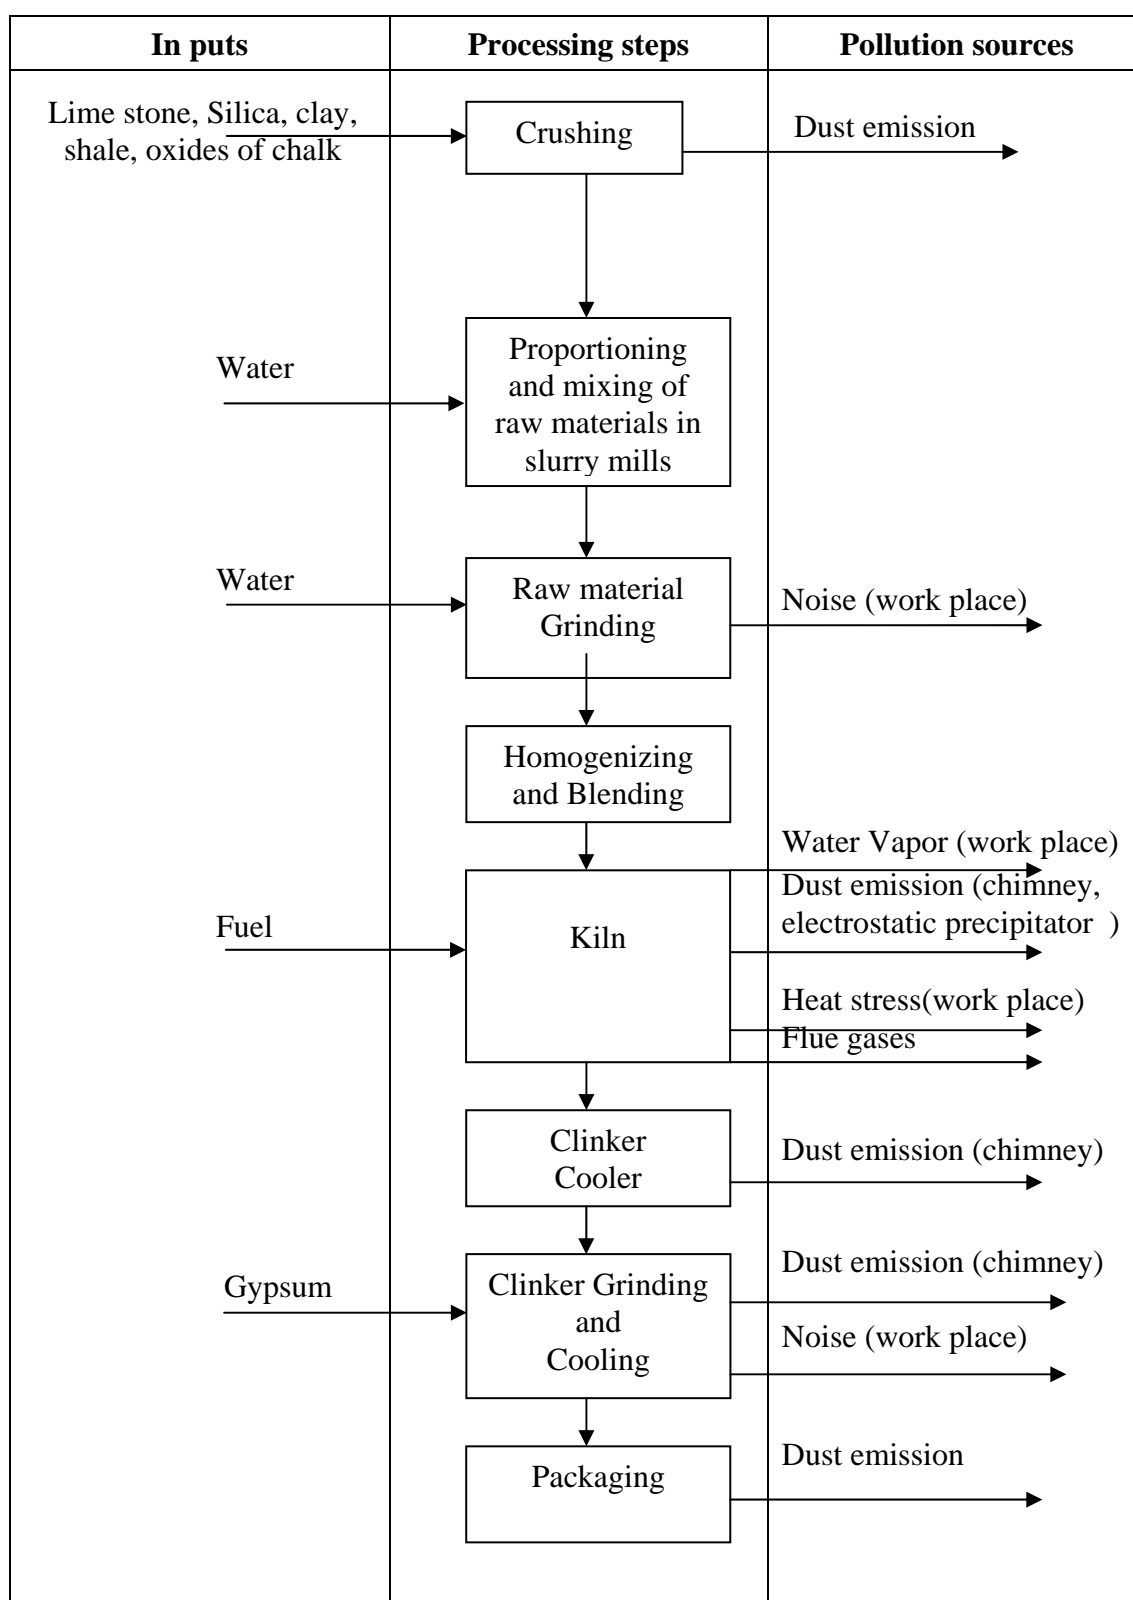 In puts
Processing steps
Pollution sources
Lime stone, Silica, clay,
shale, oxides of chalk
Crushing
Dust emission
Water
Proportioning
and mixing of
raw materials in
slurry mills
Water
Raw material
Grinding
Noise (work place)
Homogenizing
and Blending
Fuel
Kiln
Water Vapor (work place)
Dust emission (chimney,
electrostatic precipitator )
Heat stress(work place)
Flue gases
Clinker
Cooler
Dust emission (chimney)
Gypsum
Clinker Grinding
and
Cooling
Dust emission (chimney)
Noise (work place)
Packaging
Dust emission